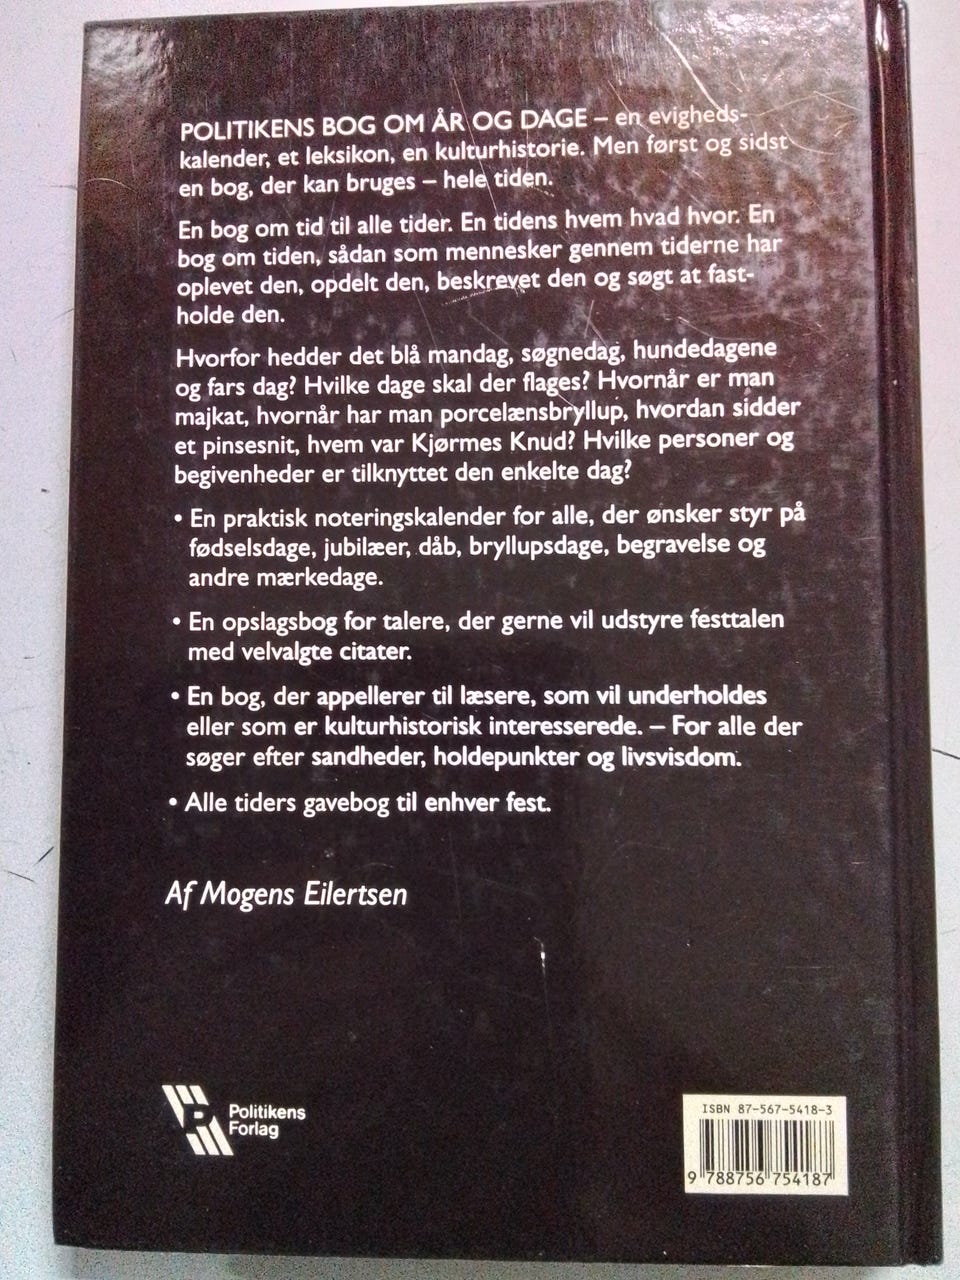 POLITIKENS BOG OM ÅR OG DAGE – en evigheds-
kalender, et leksikon, en kulturhistorie. Men først og sidst
en bog, der kan bruges – hele tiden.
En bog om tid til alle tider. En tidens hvem hvad hvor. En
bog om tiden, sådan som mennesker gennem tiderne har
oplevet den, opdelt den, beskrevet den og søgt at fast-
holde den.
Hvorfor hedder det blå mandag, søgnedag, hundedagene
og fars dag? Hvilke dage skal der flages? Hvornår er man
majkat, hvornår har man porcelænsbryllup, hvordan sidder
et pinsesnit, hvem var Kjørmes Knud? Hvilke personer og
begivenheder er tilknyttet den enkelte dag?
• En praktisk noteringskalender for alle, der ønsker styr på
fødselsdage, jubilæer, dåb, bryllupsdage, begravelse og
andre mærkedage.
• En opslagsbog for talere, der gerne vil udstyre festtalen
med velvalgte citater.
• En bog, der appellerer til læsere, som vil underholdes
eller som er kulturhistorisk interesserede. – For alle der
søger efter sandheder, holdepunkter og livsvisdom.
• Alle tiders gavebog til enhver fest.
Af Mogens Eilertsen
P
Politikens
Forlag
ISBN 87-567-5418-3
9 788756 754187